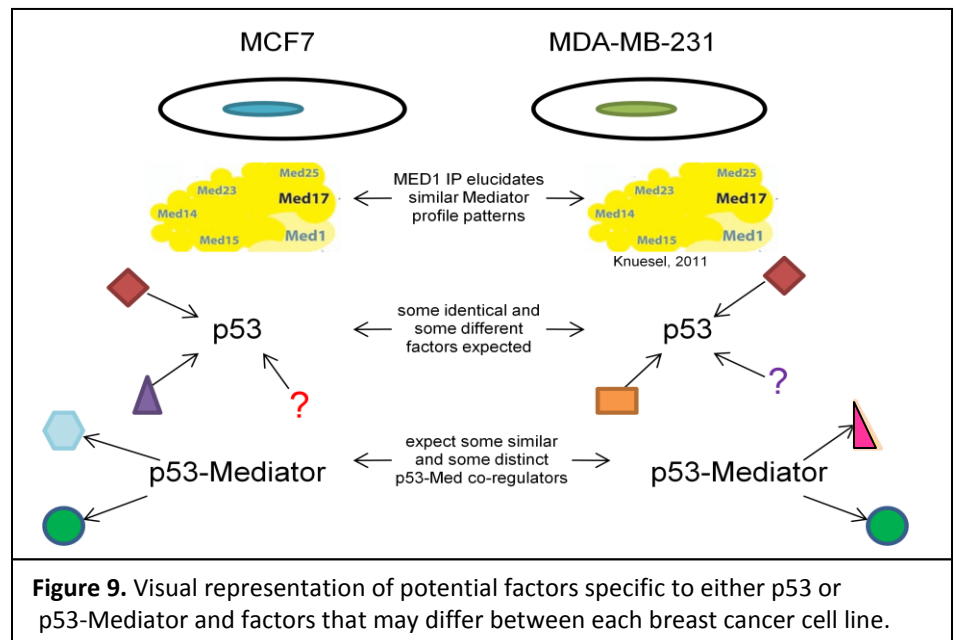 MCF7
MDA-MB-231
Med25
Med23
Med17
Med14
Med15
Med1
MED1 IP elucidates
similar Mediator
profile patterns
Med25
Med23
Med17
Med14
Med15
Med1
Knuesel, 2011
p53
some identical and
some different
factors expected
p53
?
?
p53-Mediator
expect some similar
and some distinct
p53-Med co-regulators
p53-Mediator
Figure 9. Visual representation of potential factors specific to either p53 or
p53-Mediator and factors that may differ between each breast cancer cell line.